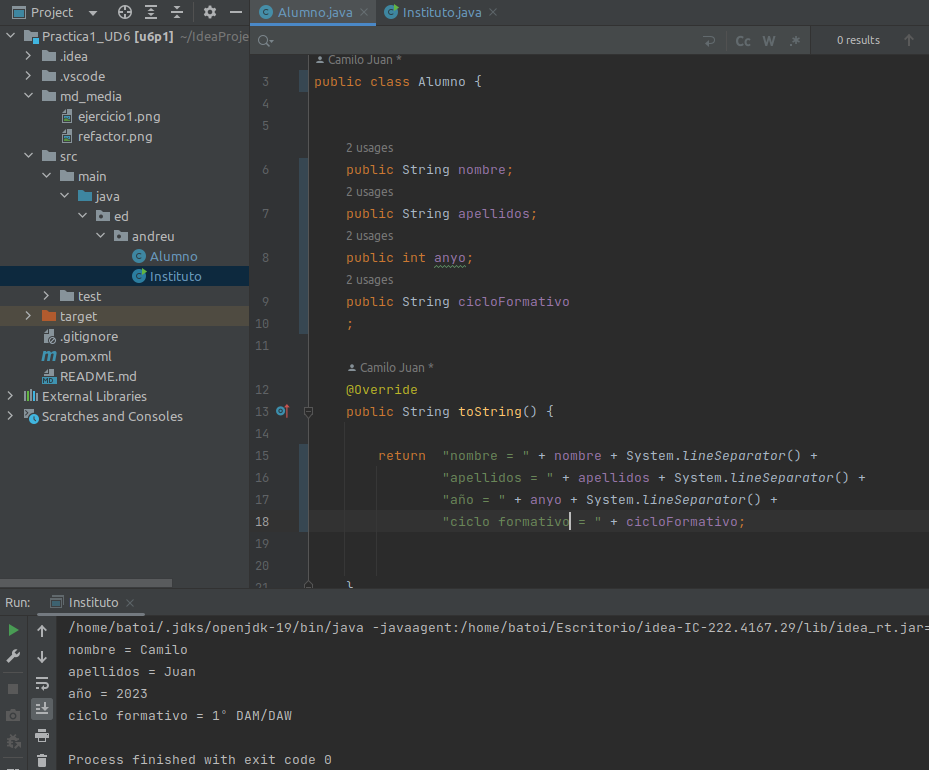 Project
Alumno.java
Instituto.java
Practica1_UD6 [u6p1] ~/IdeaProje
.idea
.vscode
md_media
ejercicio1.png
refactor.png
src
main
java
ed
andreu
Alumno
Instituto
test
target
.gitignore
pom.xml
README.md
External Libraries
Scratches and Consoles
Cc W .* 0 results
Camilo Juan *
3 public class Alumno {
4
5
2 usages
6 public String nombre;
2 usages
7 public String apellidos;
2 usages
8 public int anyo;
2 usages
9 public String cicloFormativo
10 ;
11
Camilo Juan *
12 @Override
13 public String toString() {
14
15 return "nombre = " + nombre + System.lineSeparator() +
16 "apellidos = " + apellidos + System.lineSeparator() +
17 "año = " + anyo + System.lineSeparator() +
18 "ciclo formativo = " + cicloFormativo;
19
20
21 }
Run: Instituto
/home/batoi/.jdks/openjdk-19/bin/java -javaagent:/home/batoi/Escritorio/idea-IC-222.4167.29/lib/idea_rt.jar=
nombre = Camilo
apellidos = Juan
año = 2023
ciclo formativo = 1° DAM/DAW
Process finished with exit code 0